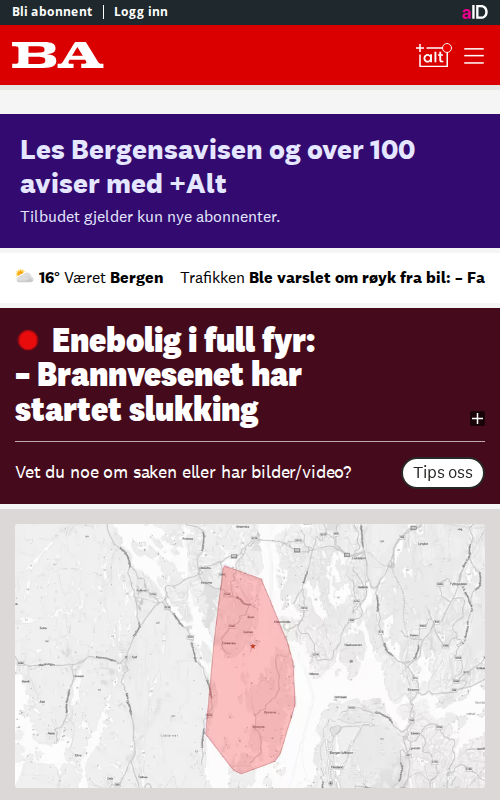 Bli abonnent | Logg inn
aID
BA
+alt
Les Bergensavisen og over 100
aviser med +Alt
Tilbudet gjelder kun nye abonnenter.
16° Været Bergen Trafikken Ble varslet om røyk fra bil: – Fa
Enebolig i full fyr:
– Brannvesenet har
startet slukking
Vet du noe om saken eller har bilder/video?
Tips oss